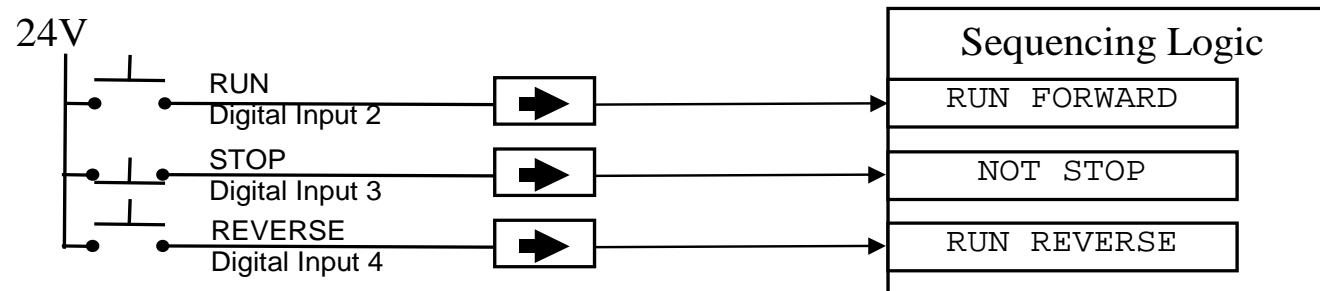 24V
Sequencing Logic
RUN
Digital Input 2
RUN FORWARD
STOP
Digital Input 3
NOT STOP
REVERSE
Digital Input 4
RUN REVERSE